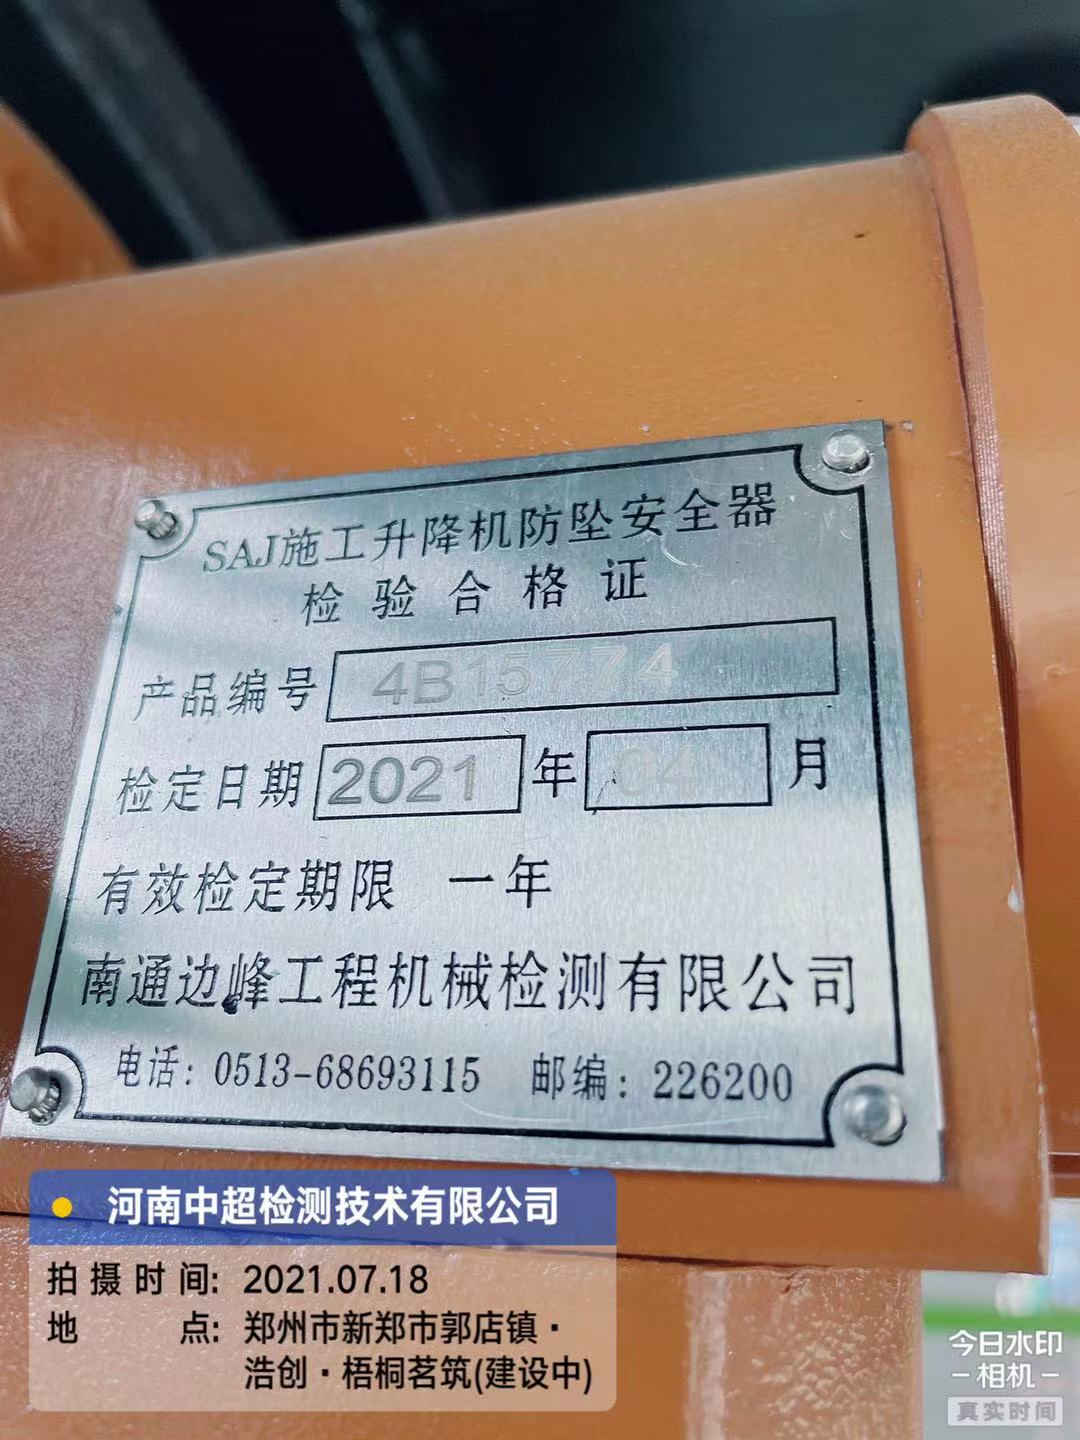 SAJ施工升降机防坠安全器
检验合格证
产品编号 4B15774
检定日期 2021 年 04 月
有效检定期限 一年
南通边峰工程机械检测有限公司
电话: 0513-68693115 邮编: 226200
河南中超检测技术有限公司
拍摄时间: 2021.07.18
地 点: 郑州市新郑市郭店镇·
浩创·梧桐茗筑(建设中)
今日水印
-相机-
真实时间